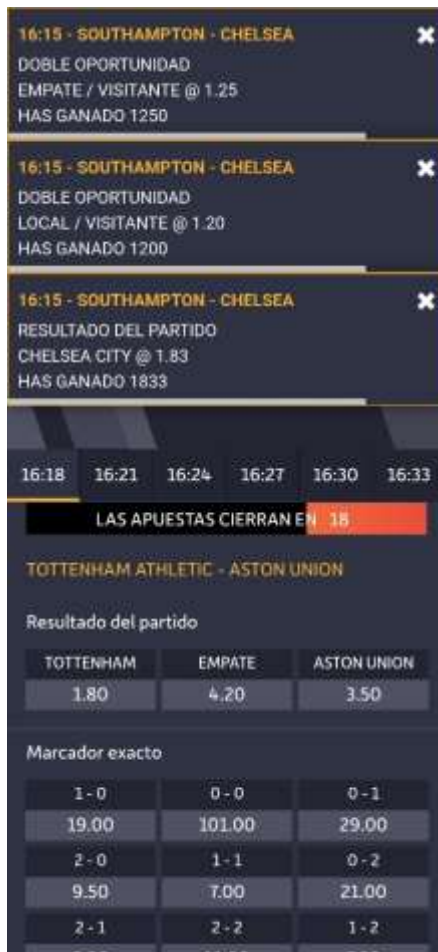 16:15 - SOUTHAMPTON - CHELSEA
DOBLE OPORTUNIDAD
EMPATE / VISITANTE @ 1.25
HAS GANADO 1250
16:15 - SOUTHAMPTON - CHELSEA
DOBLE OPORTUNIDAD
LOCAL / VISITANTE @ 1.20
HAS GANADO 1200
16:15 - SOUTHAMPTON - CHELSEA
RESULTADO DEL PARTIDO
CHELSEA CITY @ 1.83
HAS GANADO 1833
16:18 16:21 16:24 16:27 16:30 16:33
LAS APUESTAS CIERRAN EN 18
TOTTENHAM ATHLETIC - ASTON UNION
Resultado del partido
TOTTENHAM EMPATE ASTON UNION
1.80 4.20 3.50
Marcador exacto
1 - 0 0 - 0 0 - 1
19.00 101.00 29.00
2 - 0 1 - 1 0 - 2
9.50 7.00 21.00
2 - 1 2 - 2 1 - 2